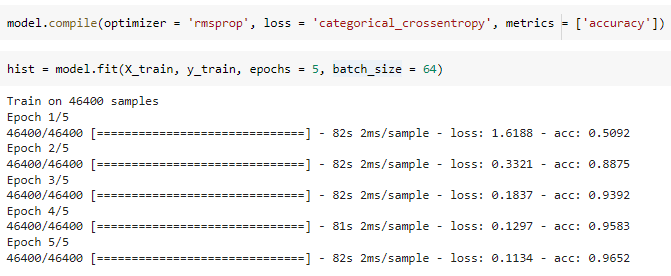 model.compile(optimizer = 'rmsprop', loss = 'categorical_crossentropy', metrics = ['accuracy'])
hist = model.fit(X_train, y_train, epochs = 5, batch_size = 64)
Train on 46400 samples
Epoch 1/5
46400/46400 [==============================] - 82s 2ms/sample - loss: 1.6188 - acc: 0.5092
Epoch 2/5
46400/46400 [==============================] - 82s 2ms/sample - loss: 0.3321 - acc: 0.8875
Epoch 3/5
46400/46400 [==============================] - 82s 2ms/sample - loss: 0.1837 - acc: 0.9392
Epoch 4/5
46400/46400 [==============================] - 81s 2ms/sample - loss: 0.1297 - acc: 0.9583
Epoch 5/5
46400/46400 [==============================] - 82s 2ms/sample - loss: 0.1134 - acc: 0.9652